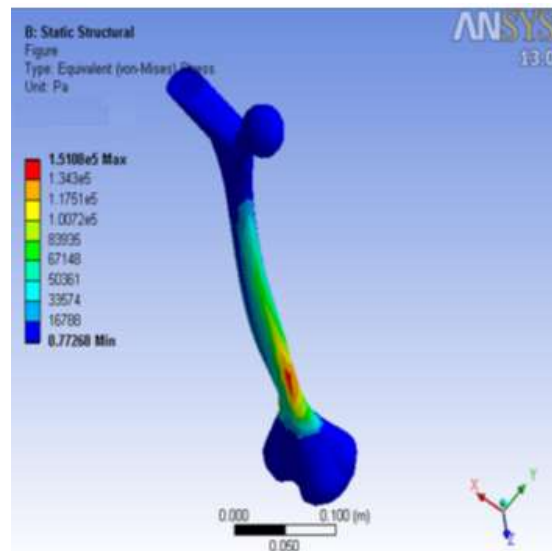 B: Static Structural
Figure
Type: Equivalent (von-Mises) Stress
Unit: Pa
ANSYS
13.0
1.5108e5 Max
1.343e5
1.1751e5
1.0072e5
83935
67148
50361
33574
16788
0.77268 Min
0.000
0.100 (m)
0.050
X
Y
Z